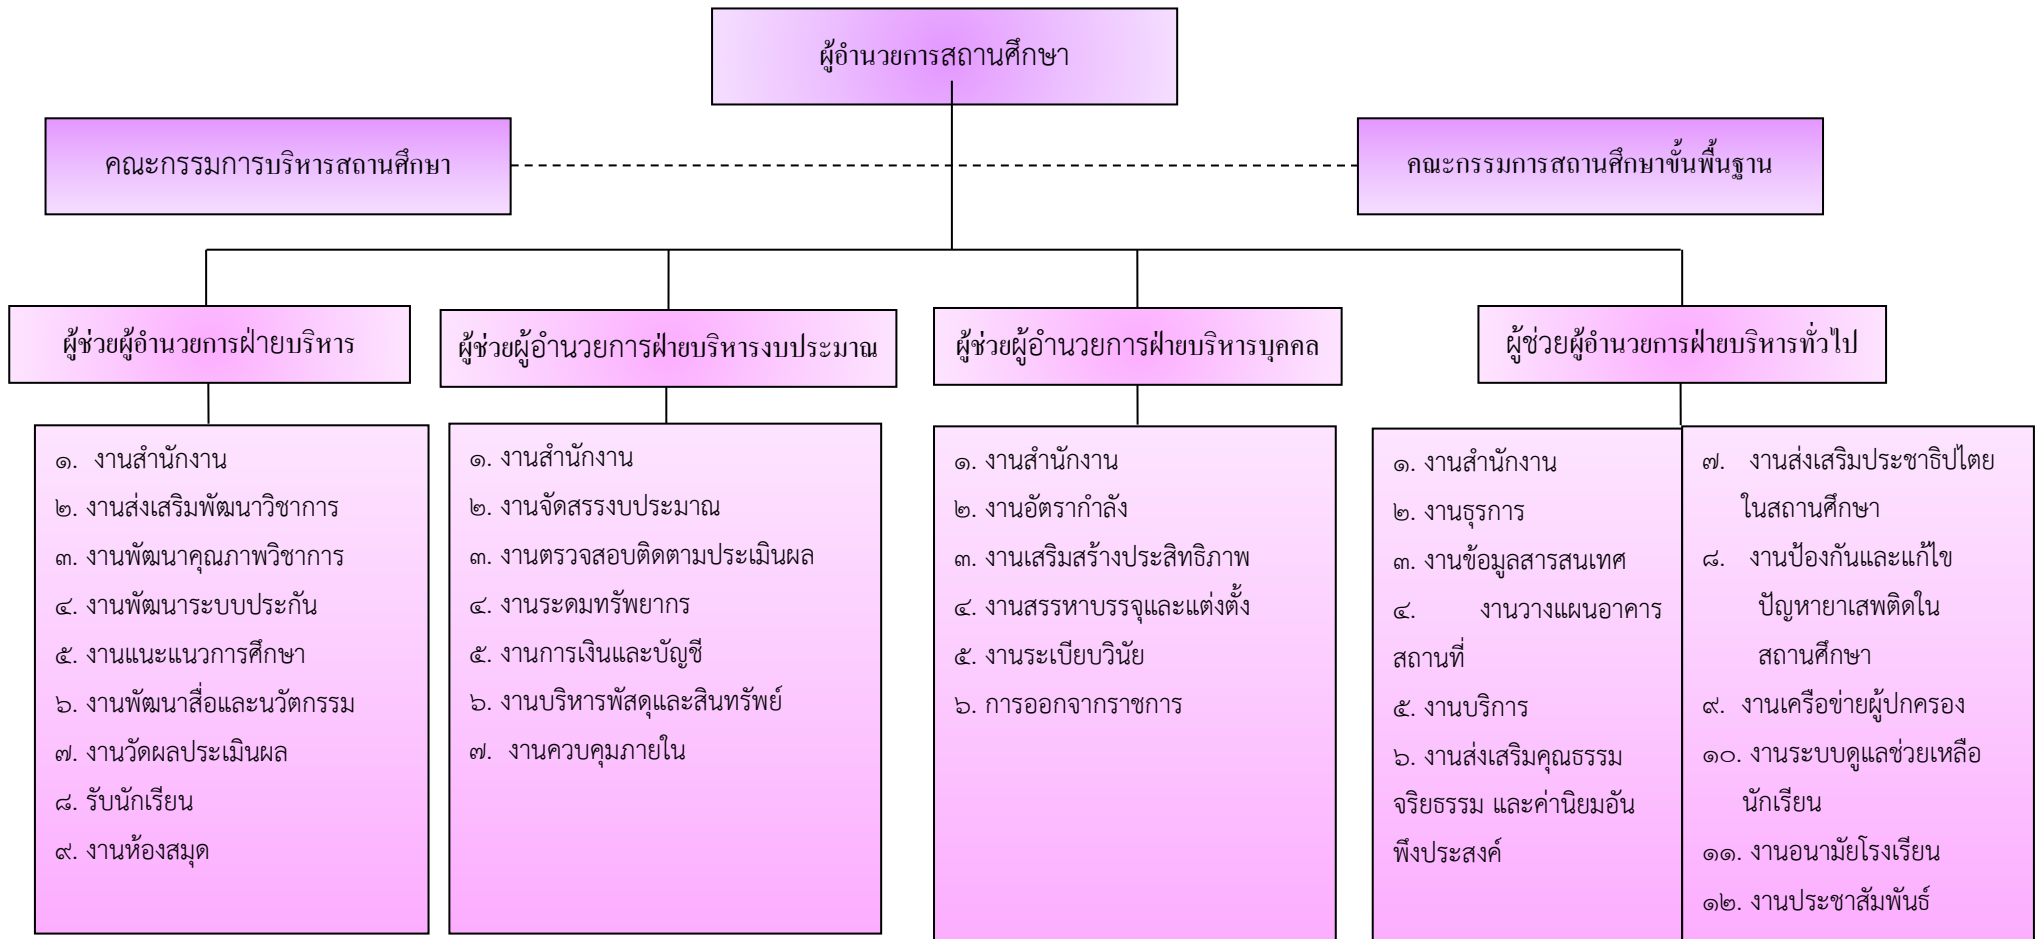 ผู้อำนวยการสถานศึกษา
คณะกรรมการบริหารสถานศึกษา
คณะกรรมการสถานศึกษาขั้นพื้นฐาน
ผู้ช่วยผู้อำนวยการฝ่ายบริหาร
ผู้ช่วยผู้อำนวยการฝ่ายบริหารงบประมาณ
ผู้ช่วยผู้อำนวยการฝ่ายบริหารบุคคล
ผู้ช่วยผู้อำนวยการฝ่ายบริหารทั่วไป
๑. งานสำนักงาน
๒. งานส่งเสริมพัฒนาวิชาการ
๓. งานพัฒนาคุณภาพวิชาการ
๔. งานพัฒนาระบบประกัน
๕. งานแนะแนวการศึกษา
๖. งานพัฒนาสื่อและนวัตกรรม
๗. งานวัดผลประเมินผล
๘. รับนักเรียน
๙. งานห้องสมุด
๑. งานสำนักงาน
๒. งานจัดสรรงบประมาณ
๓. งานตรวจสอบติดตามประเมินผล
๔. งานระดมทรัพยากร
๕. งานการเงินและบัญชี
๖. งานบริหารพัสดุและสินทรัพย์
๗. งานควบคุมภายใน
๑. งานสำนักงาน
๒. งานอัตรากำลัง
๓. งานเสริมสร้างประสิทธิภาพ
๔. งานสรรหาบรรจุและแต่งตั้ง
๕. งานระเบียบวินัย
๖. การออกจากราชการ
๑. งานสำนักงาน
๒. งานธุรการ
๓. งานข้อมูลสารสนเทศ
๔. งานวางแผนอาคาร
สถานที่
๕. งานบริการ
๖. งานส่งเสริมคุณธรรม
จริยธรรม และค่านิยมอัน
พึงประสงค์
๗. งานส่งเสริมประชาธิปไตย
ในสถานศึกษา
๘. งานป้องกันและแก้ไข
ปัญหายาเสพติดใน
สถานศึกษา
๙. งานเครือข่ายผู้ปกครอง
๑๐. งานระบบดูแลช่วยเหลือ
นักเรียน
๑๑. งานอนามัยโรงเรียน
๑๒. งานประชาสัมพันธ์